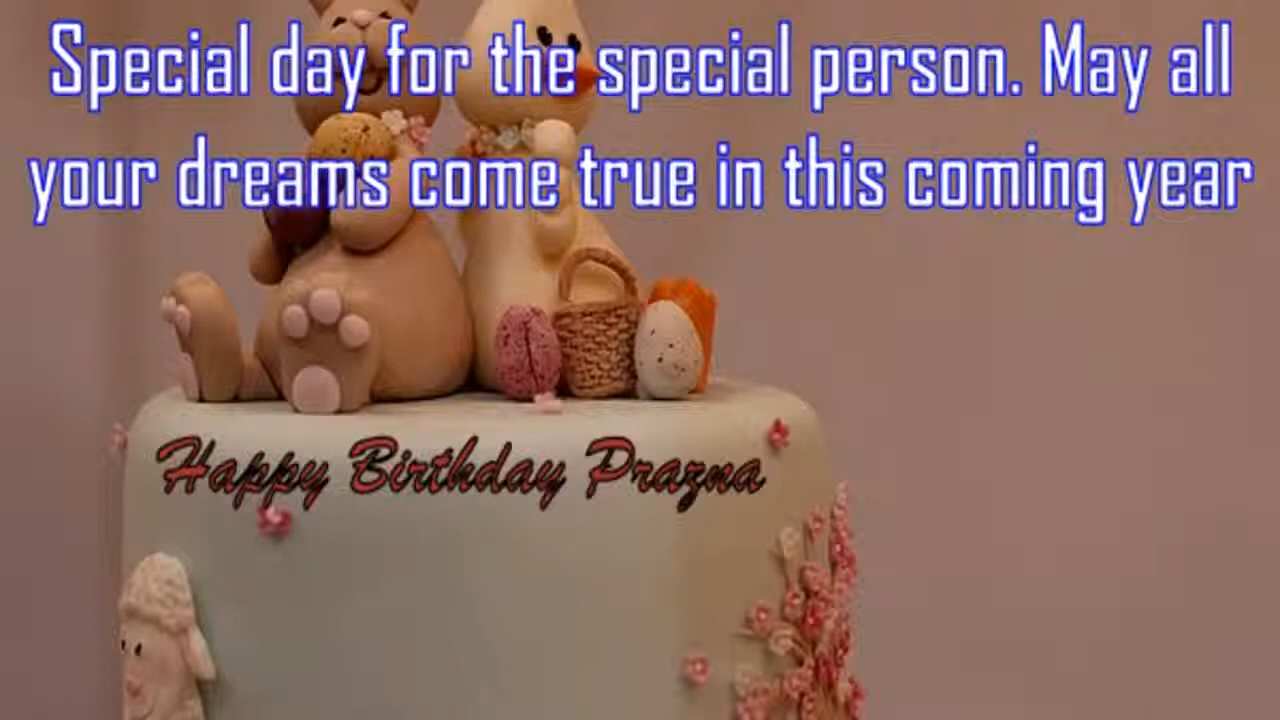 Special day for the special person. May all
your dreams come true in this coming year
Happy Birthday Prazna